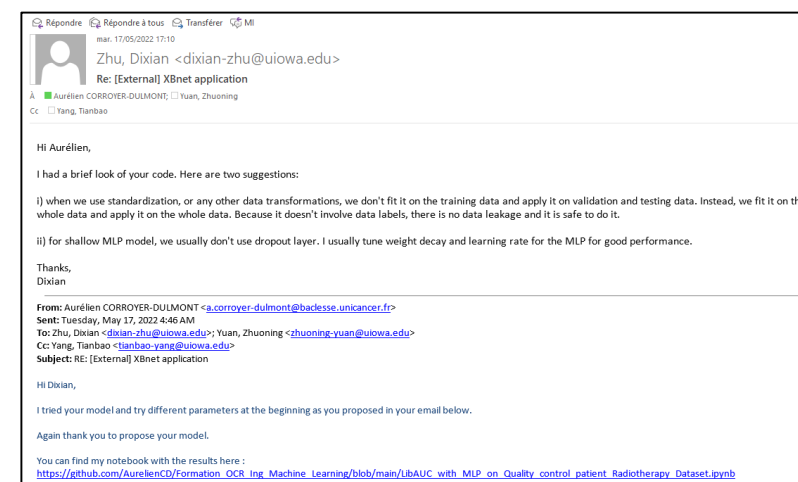 Répondre Répondre à tous Transférer MI
mar. 17/05/2022 17:10
Zhu, Dixian <dixian-zhu@uiowa.edu>
Re: [External] XBnet application
À Aurélien CORROYER-DULMONT; Yuan, Zhuoning
Cc Yang, Tianbao
Hi Aurélien,
I had a brief look of your code. Here are two suggestions:
i) when we use standardization, or any other data transformations, we don't fit it on the training data and apply it on validation and testing data. Instead, we fit it on
whole data and apply it on the whole data. Because it doesn't involve data labels, there is no data leakage and it is safe to do it.
ii) for shallow MLP model, we usually don't use dropout layer. I usually tune weight decay and learning rate for the MLP for good performance.
Thanks,
Dixian
From: Aurélien CORROYER-DULMONT <a.corroyer-dulmont@baclesse.unicancer.fr>
Sent: Tuesday, May 17, 2022 4:46 AM
To: Zhu, Dixian <dixian-zhu@uiowa.edu>; Yuan, Zhuoning <zhuoning-yuan@uiowa.edu>
Cc: Yang, Tianbao <tianbao-yang@uiowa.edu>
Subject: RE: [External] XBnet application
Hi Dixian,
I tried your model and try different parameters at the beginning as you proposed in your email below.
Again thank you to propose your model.
You can find my notebook with the results here :
https://github.com/AurelienCD/Formation_OCR_Ing_Machine_Learning/blob/main/LibAUC_with_MLP_on_Quality_control_patient_Radiotherapy_Dataset.ipynb